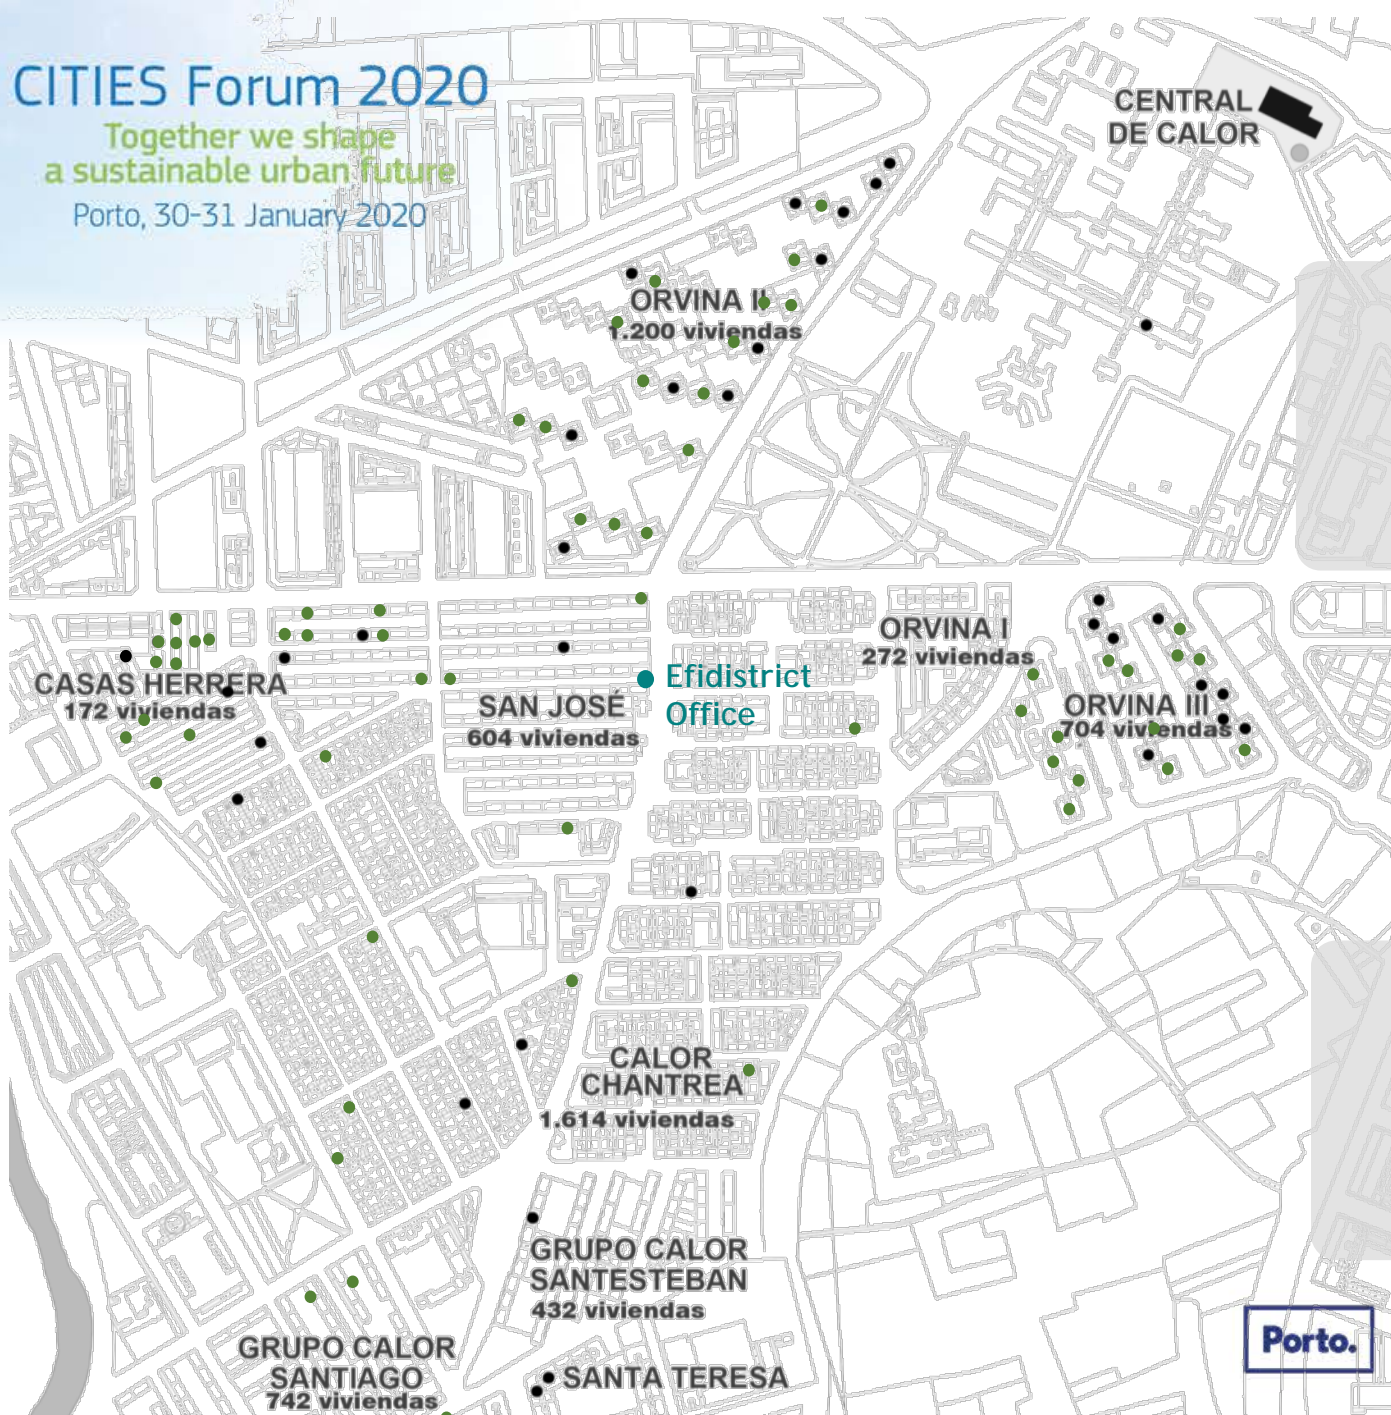 CITIES Forum 2020
Together we shape
a sustainable urban future
Porto, 30-31 January 2020
CENTRAL
DE CALOR
ORVINA II
1.200 viviendas
ORVINA I
272 viviendas
CASAS HERRERA
172 viviendas
SAN JOSÉ
604 viviendas
Efidistrict
Office
ORVINA III
704 viviendas
CALOR
CHANTREA
1.614 viviendas
GRUPO CALOR
SANTESTEBAN
432 viviendas
GRUPO CALOR
SANTIAGO
742 viviendas
SANTA TERESA
Porto.